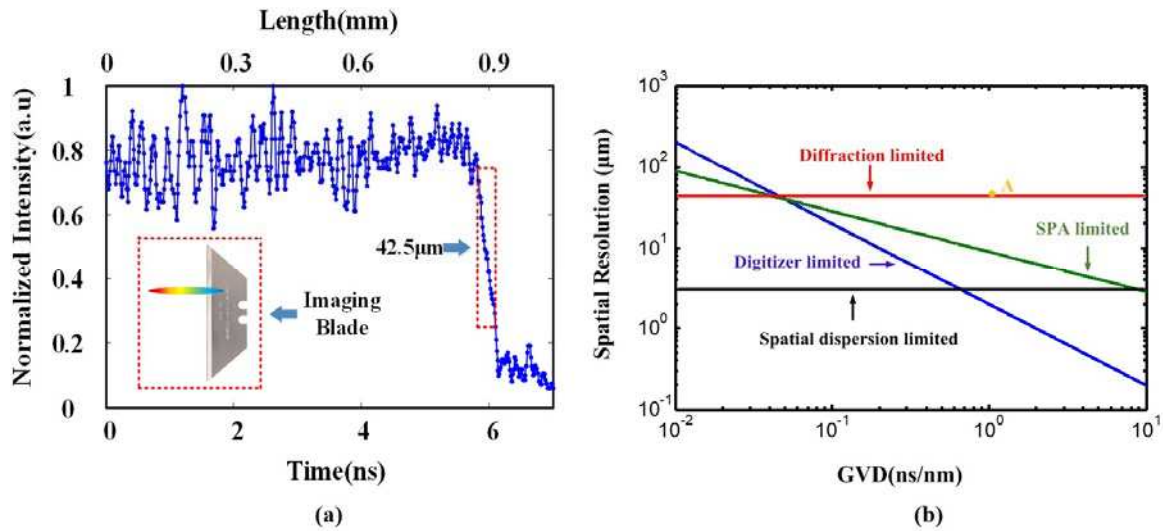 Length(mm)
0 0.3 0.6 0.9
Normalized Intensity(a.u)
1
0.8
0.6
0.4
0.2
0
42.5μm
Imaging
Blade
0 2 4 6
Time(ns)
(a)
Spatial Resolution (μm)
10³
10²
10¹
10⁰
10⁻¹
Diffraction limited
A
SPA limited
Digitizer limited
Spatial dispersion limited
10⁻² 10⁻¹ 10⁰ 10¹
GVD(ns/nm)
(b)